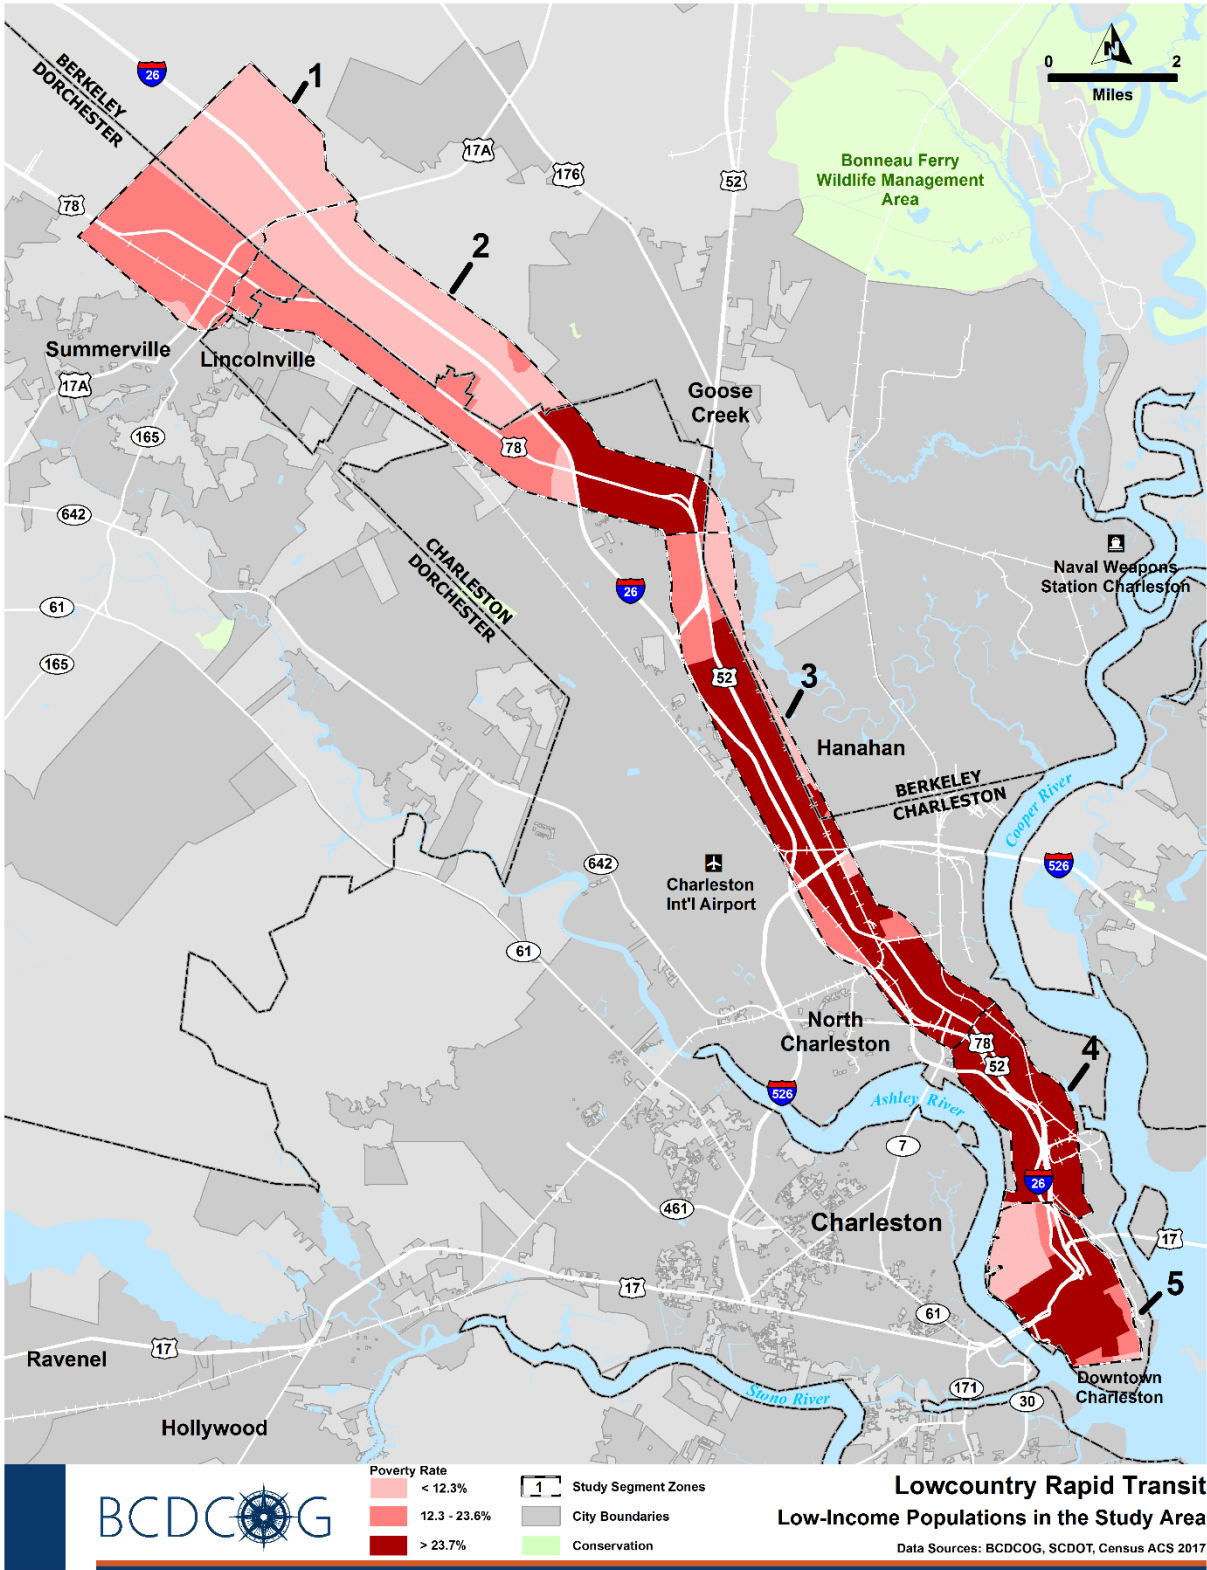 1
26
BERKELEY
DORCHESTER
N
0 2
Miles
17A
176
52
Bonneau Ferry
Wildlife Management
Area
78
2
Summerville
Lincolnville
17A
Goose
Creek
165
78
642
CHARLESTON
DORCHESTER
Naval Weapons
Station Charleston
26
61
165
52
3
Hanahan
BERKELEY
CHARLESTON
Cooper River
642
Charleston
Int'l Airport
526
61
North
Charleston
78
52
4
526
Ashley River
7
26
461
Charleston
17
17
5
61
Ravenel
17
171
30
Downtown
Charleston
Stono River
Hollywood
BCDCOG
Poverty Rate
< 12.3%
12.3 - 23.6%
> 23.7%
1
Study Segment Zones
City Boundaries
Conservation
Lowcountry Rapid Transit
Low-Income Populations in the Study Area
Data Sources: BCDCOG, SCDOT, Census ACS 2017